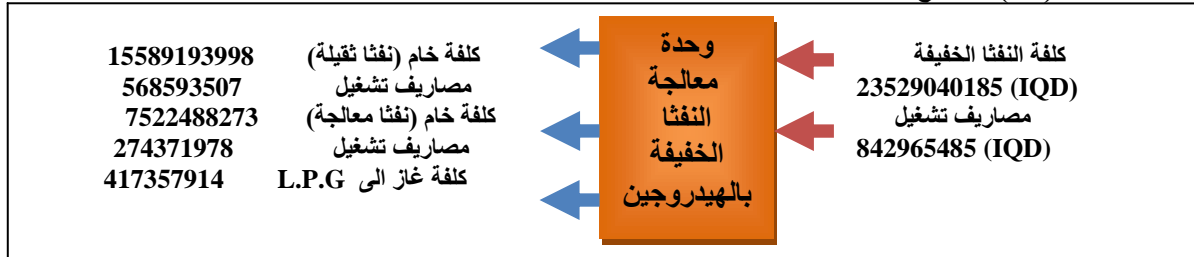 كلفة النفثا الخفيفة
23529040185 (IQD)
مصاريف تشغيل
842965485 (IQD)
وحدة
معالجة
النفثا
الخفيفة
بالهيدروجين
كلفة خام (نفثا ثقيلة) 15589193998
مصاريف تشغيل 568593507
كلفة خام (نفثا معالجة) 7522488273
مصاريف تشغيل 274371978
كلفة غاز الى L.P.G 417357914